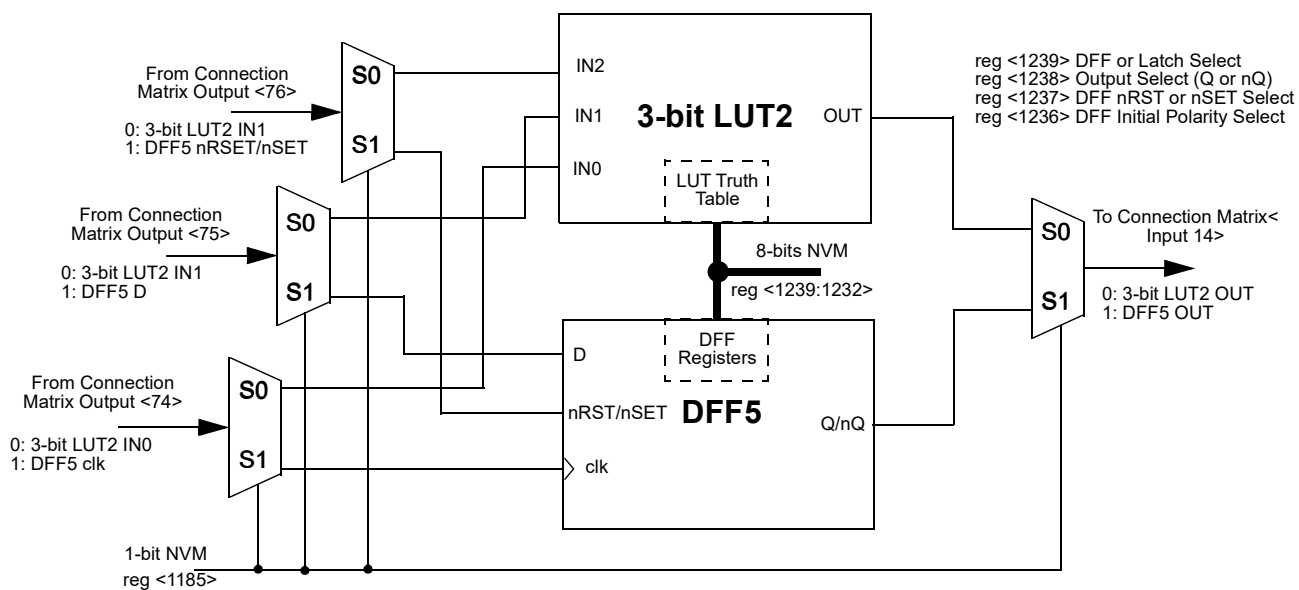 From Connection
Matrix Output <76>
0: 3-bit LUT2 IN1
1: DFF5 nRSET/nSET
S0
S1
From Connection
Matrix Output <75>
0: 3-bit LUT2 IN1
1: DFF5 D
S0
S1
From Connection
Matrix Output <74>
0: 3-bit LUT2 IN0
1: DFF5 clk
S0
S1
1-bit NVM
reg <1185>
IN2
IN1
IN0
3-bit LUT2
OUT
LUT Truth
Table
8-bits NVM
reg <1239:1232>
DFF
Registers
D
nRST/nSET
clk
DFF5
Q/nQ
reg <1239> DFF or Latch Select
reg <1238> Output Select (Q or nQ)
reg <1237> DFF nRST or nSET Select
reg <1236> DFF Initial Polarity Select
S0
S1
To Connection Matrix<
Input 14>
0: 3-bit LUT2 OUT
1: DFF5 OUT